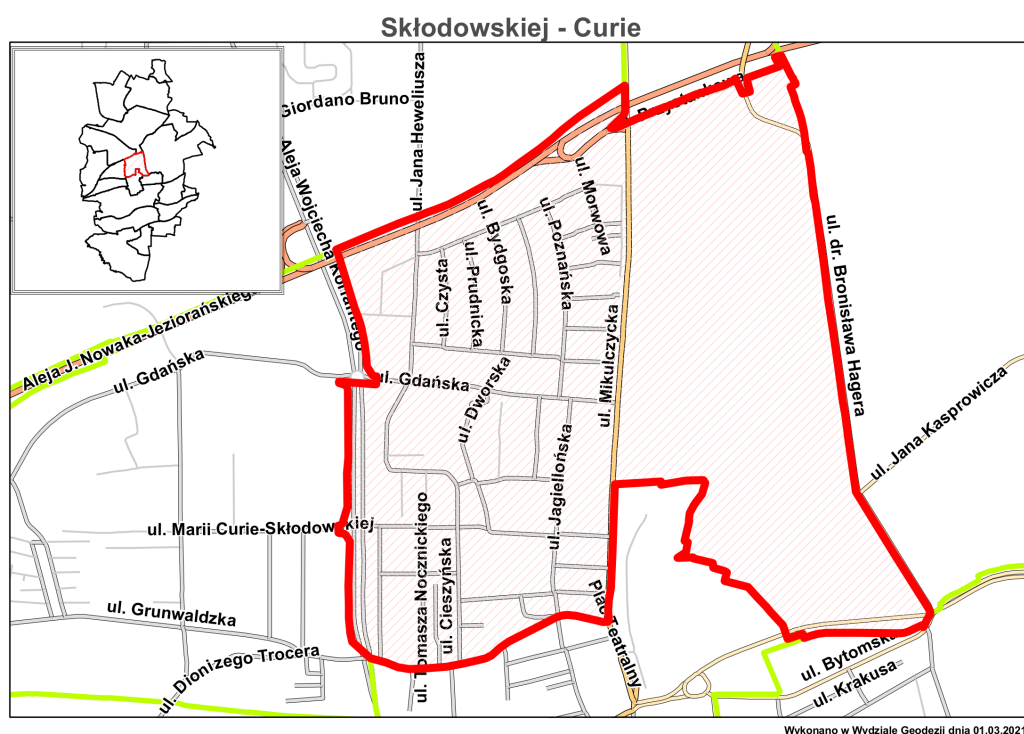 Skłodowskiej - Curie
Giordano Bruno
ul. Jana Heweliusza
Aleja Wojciecha Korfantego
ul. Morwowa
ul. Bydgoska
ul. Poznańska
ul. Czysta
ul. Prudnicka
ul. dr. Bronisława Hagera
Aleja J. Nowaka-Jeziorańskiego
ul. Gdańska
ul. Gdańska
ul. Dworska
ul. Mikulczycka
ul. Jana Kasprowicza
ul. Jagiellońska
ul. Marii Curie-Skłodowskiej
ul. Tomasza Nocznickiego
ul. Cieszyńska
ul. Grunwaldzka
Plac Teatralny
ul. Dionizego Trocera
ul. Bytomska
ul. Krakusa
Wykonano w Wydziale Geodezji dnia 01.03.2021